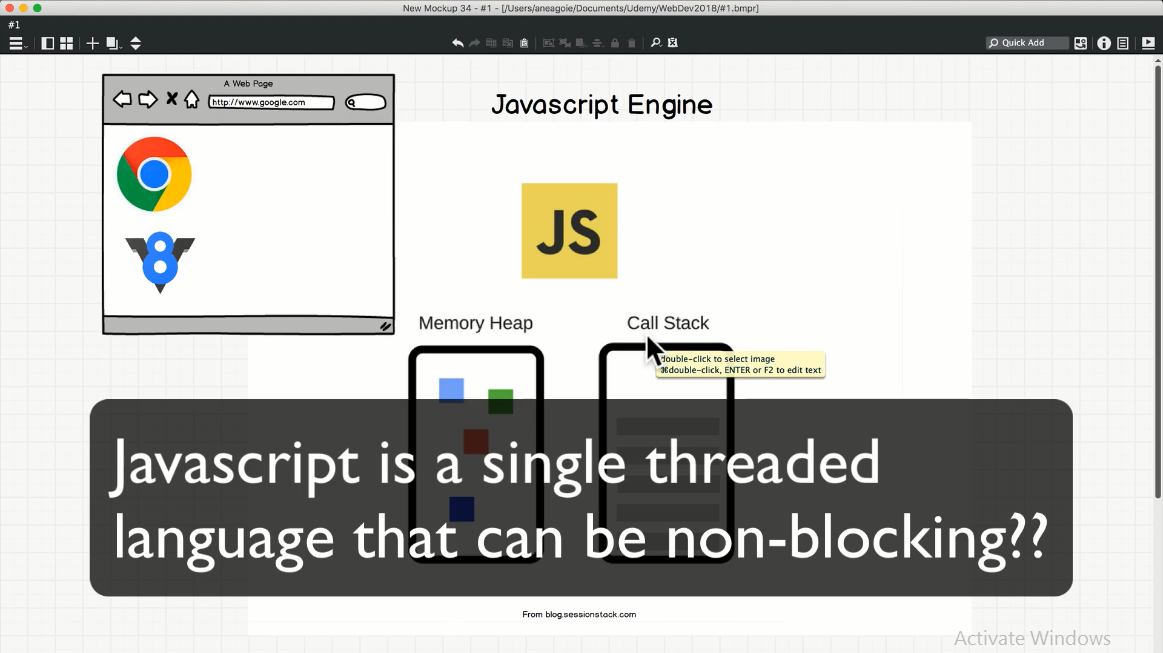 New Mockup 34 - #1 - [/Users/aneagoie/Documents/Udemy/WebDev2018/#1.bmpr]
#1
Quick Add
A Web Page
http://www.google.com
Javascript Engine
JS
8
Memory Heap
Call Stack
double-click to select image
⌘double-click, ENTER or F2 to edit text
Javascript is a single threaded
language that can be non-blocking??
From blog.sessionstack.com
Activate Windows